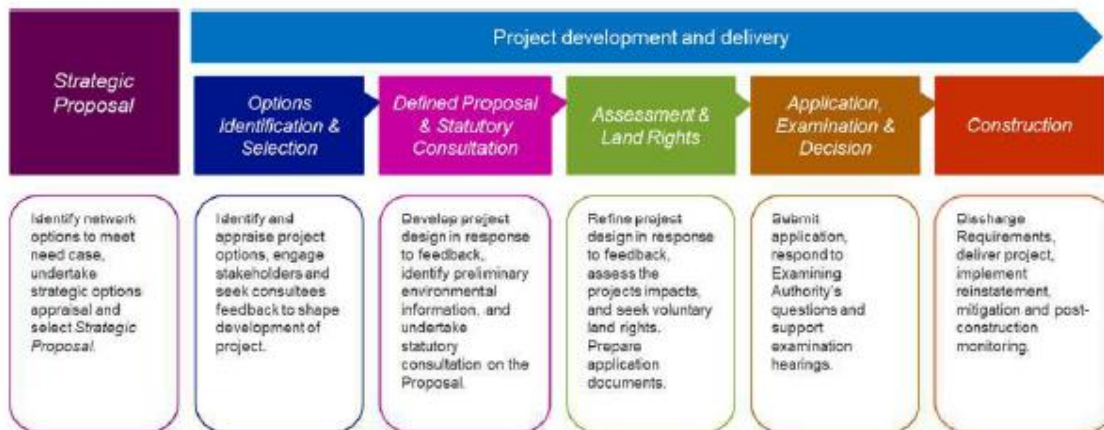 Project development and delivery
Strategic
Proposal
Options
Identification &
Selection
Defined Proposal
& Statutory
Consultation
Assessment &
Land Rights
Application,
Examination &
Decision
Construction
Identify network
options to meet
need case,
undertake
strategic options
appraisal and
select Strategic
Proposal.
Identify and
appraise project
options, engage
stakeholders and
seek consultees
feedback to shape
development of
project.
Develop project
design in response
to feedback,
identify preliminary
environmental
information, and
undertake
statutory
consultation on the
Proposal.
Refine project
design in response
to feedback,
assess the
projects impacts,
and seek voluntary
land rights.
Prepare
application
documents.
Submit
application,
respond to
Examining
Authority's
questions and
support
examination
hearings.
Discharge
Requirements,
deliver project,
implement
reinstatement,
mitigation and post-
construction
monitoring.